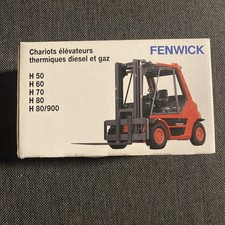 Chariots élévateurs
thermiques diesel et gaz
FENWICK
H 50
H 60
H 70
H 80
H 80/900